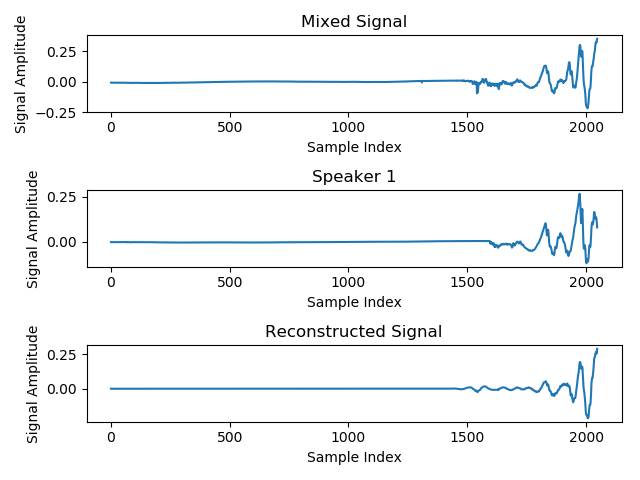 Mixed Signal
Signal Amplitude
0.25
0.00
−0.25
0 500 1000 1500 2000
Sample Index
Speaker 1
Signal Amplitude
0.25
0.00
0 500 1000 1500 2000
Sample Index
Reconstructed Signal
Signal Amplitude
0.25
0.00
0 500 1000 1500 2000
Sample Index